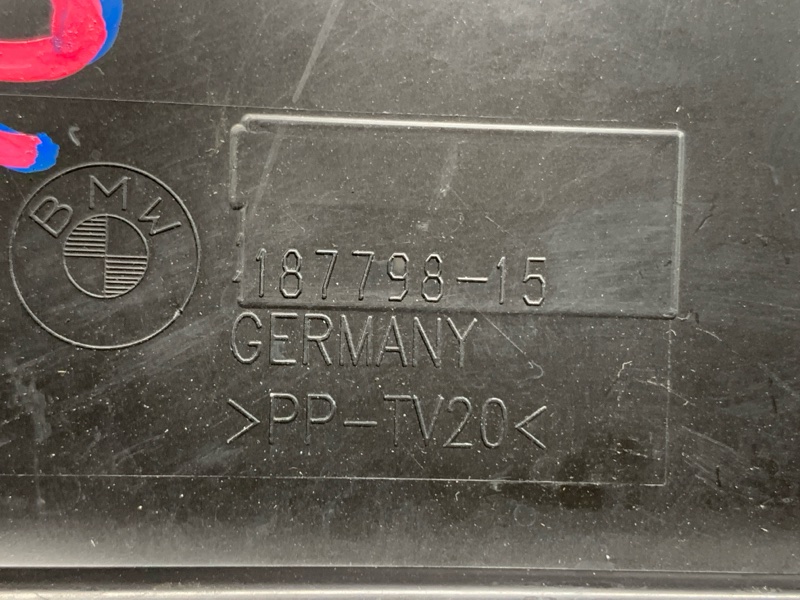 BMW
187798-15
GERMANY
>PP-TV20<